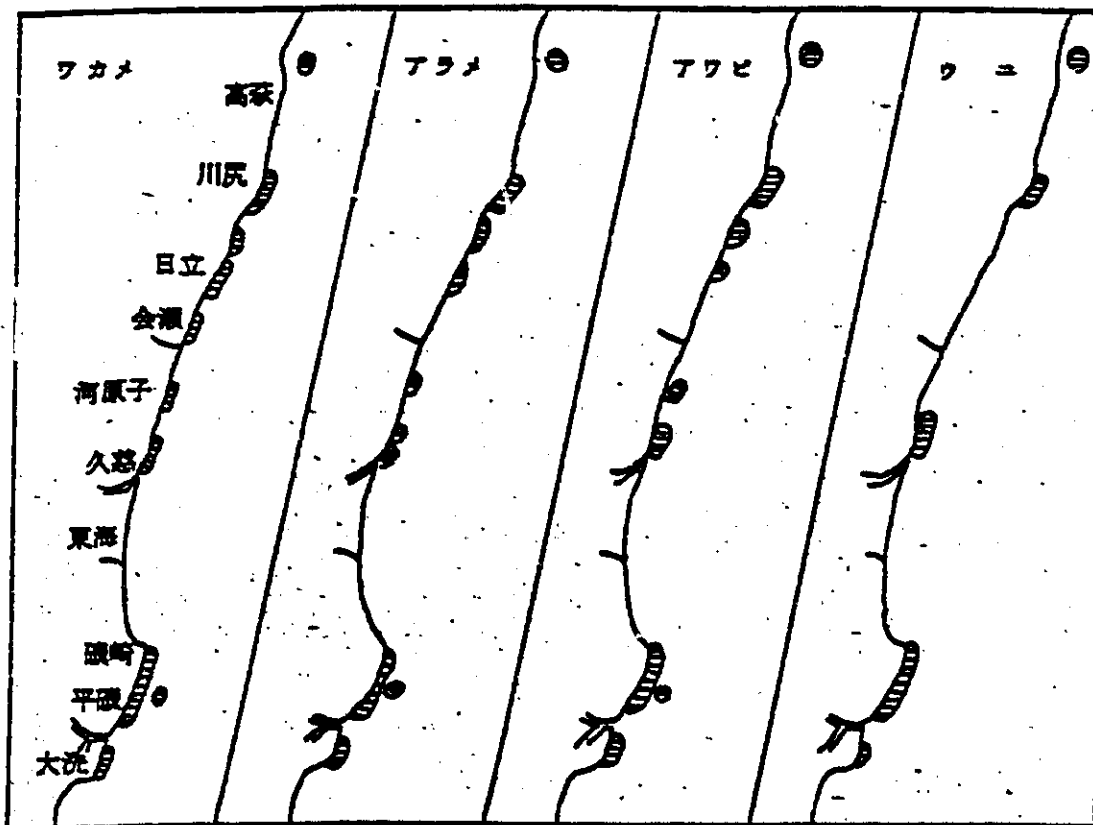 ワカメ
アラメ
アワビ
ウニ
高萩
川尻
日立
会瀬
河原子
久慈
東海
磯崎
平磯
大洗